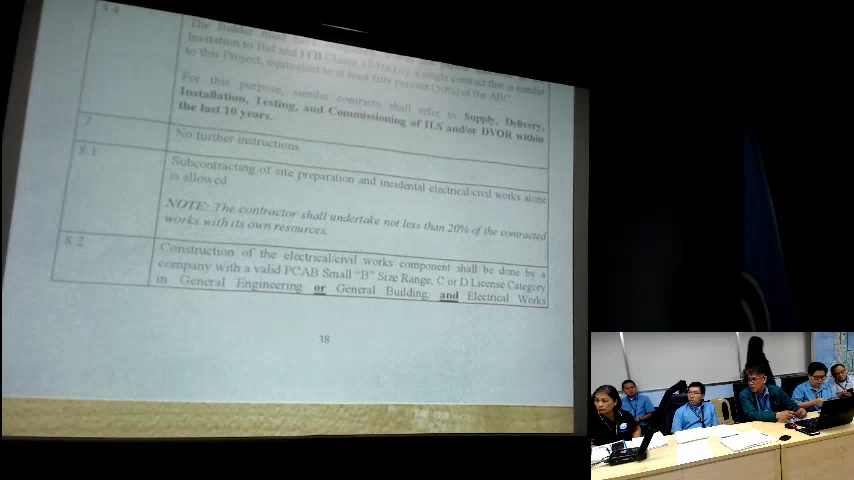 5.4
The Bidder must have completed
Invitation to Bid and ITB Clause 12.1(a)(ii), a single contract that is similar
to this Project, equivalent to at least fifty percent (50%) of the ABC.
For this purpose, similar contracts shall refer to Supply, Delivery,
Installation, Testing, and Commissioning of ILS and/or DVOR within
the last 10 years.
7
No further instructions.
8.1
Subcontracting of site preparation and incidental electrical/civil works alone
is allowed.
NOTE: The contractor shall undertake not less than 20% of the contracted
works with its own resources.
8.2
Construction of the electrical/civil works component shall be done by a
company with a valid PCAB Small "B" Size Range, C or D License Category
in General Engineering or General Building, and Electrical Works
38